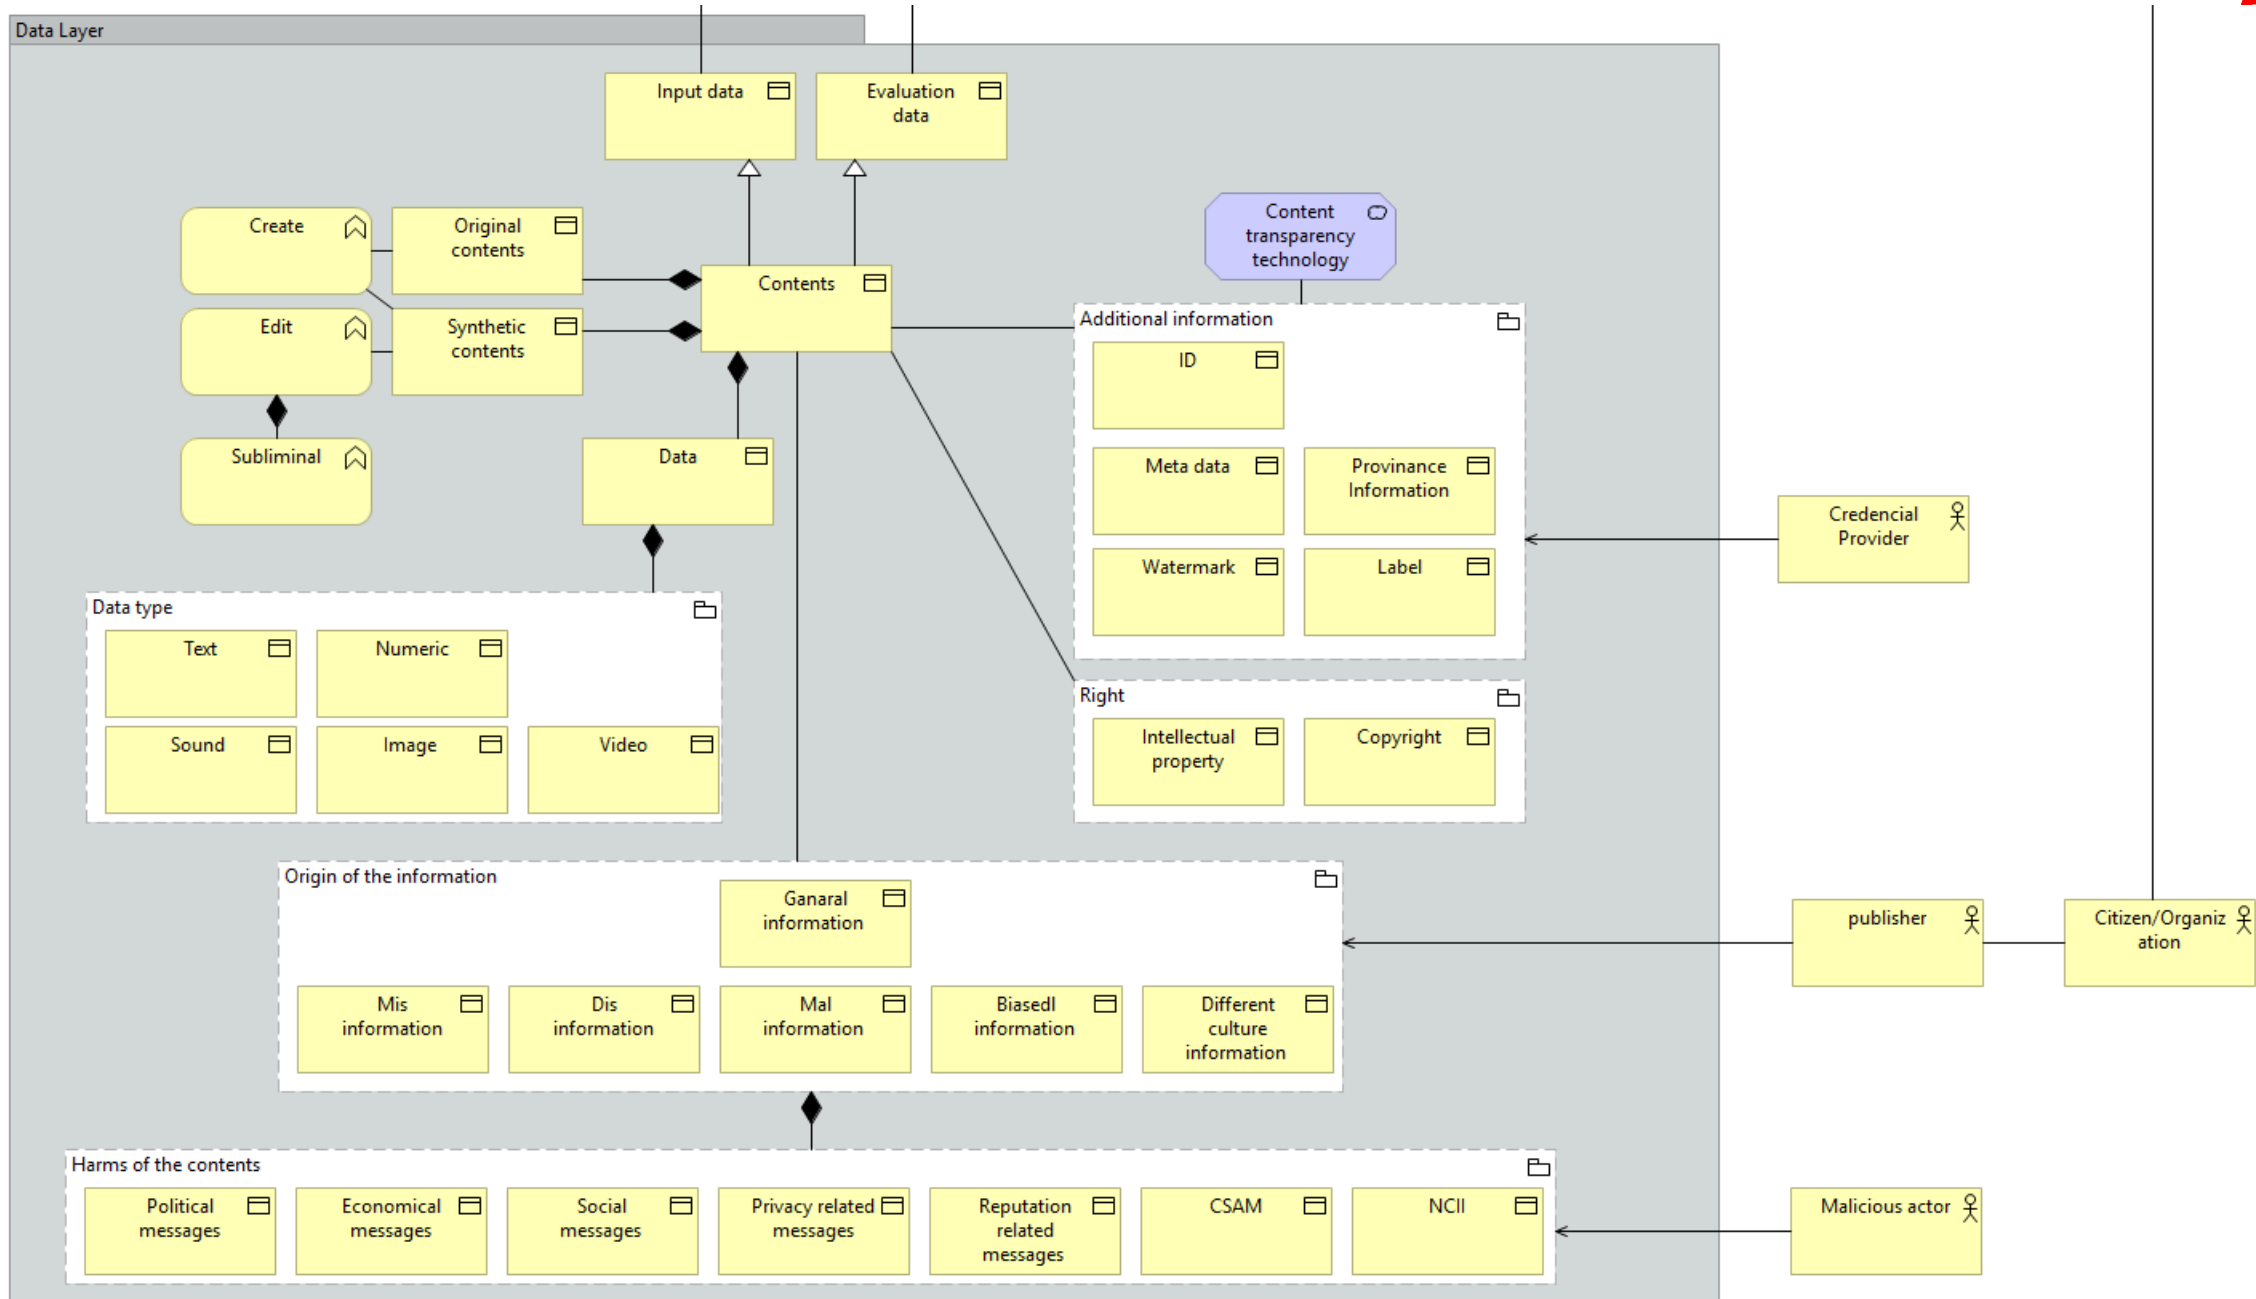 Data Layer
Input data
Evaluation
data
Create
Original
contents
Content
transparency
technology
Contents
Edit
Synthetic
contents
Additional information
ID
Subliminal
Data
Meta data
Provinance
Information
Credencial
Provider
Watermark
Label
Data type
Text
Numeric
Sound
Image
Video
Right
Intellectual
property
Copyright
Origin of the information
Ganaral
information
publisher
Citizen/Organiz
ation
Mis
information
Dis
information
Mal
information
Biasedl
information
Different
culture
information
Harms of the contents
Political
messages
Economical
messages
Social
messages
Privacy related
messages
Reputation
related
messages
CSAM
NCII
Malicious actor